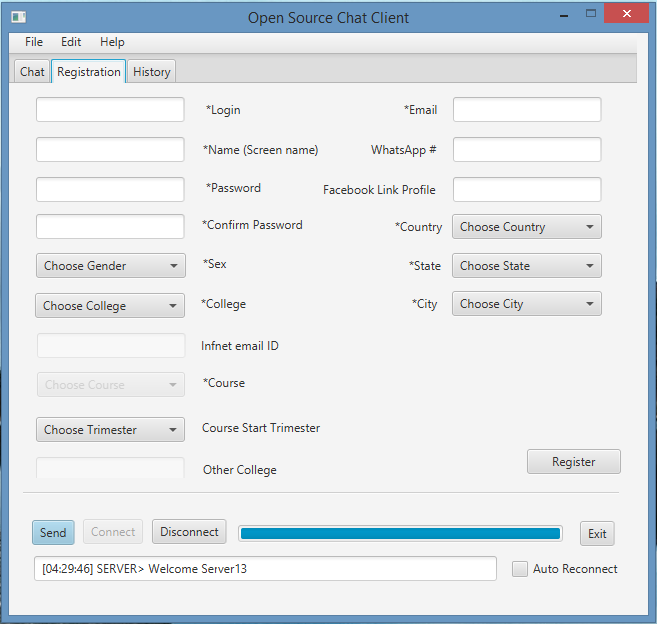 Open Source Chat Client
File Edit Help
Chat Registration History
*Login *Email
*Name (Screen name) WhatsApp #
*Password Facebook Link Profile
*Confirm Password *Country Choose Country
Choose Gender *Sex *State Choose State
Choose College *College *City Choose City
Infnet email ID
Choose Course *Course
Choose Trimester Course Start Trimester
Other College
Register
Send Connect Disconnect Exit
[04:29:46] SERVER> Welcome Server13 Auto Reconnect